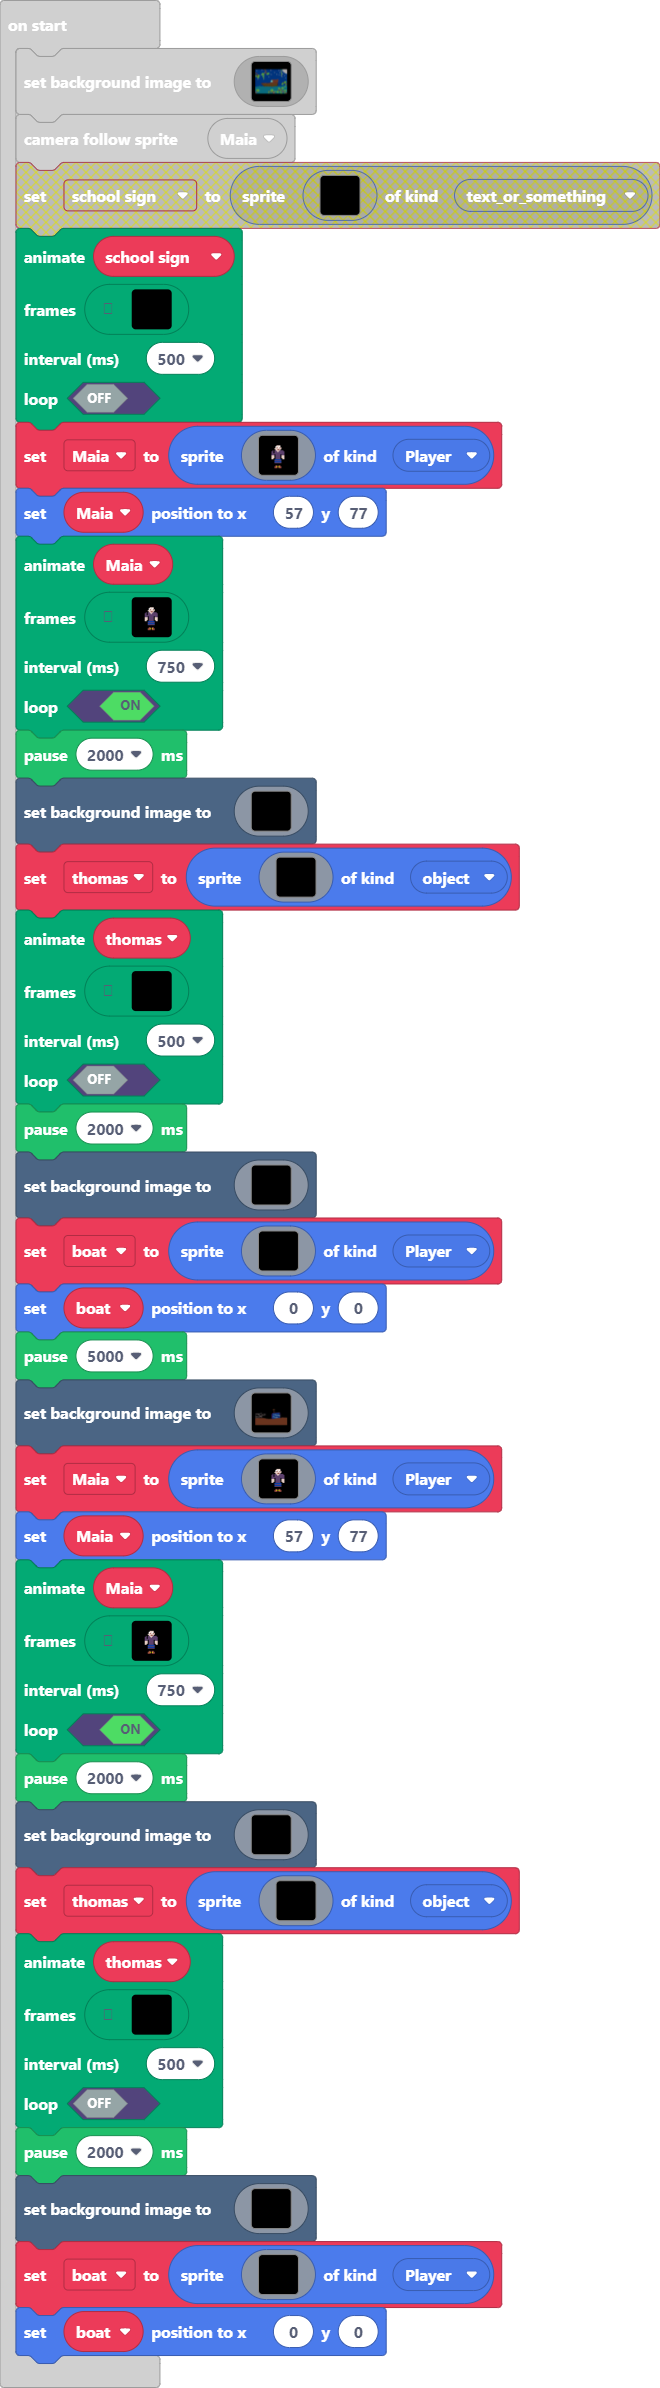 on start
set background image to
camera follow sprite Maia
set school sign to sprite of kind text_or_something
animate school sign
frames
interval (ms) 500
loop OFF
set Maia to sprite of kind Player
set Maia position to x 57 y 77
animate Maia
frames
interval (ms) 750
loop ON
pause 2000 ms
set background image to
set thomas to sprite of kind object
animate thomas
frames
interval (ms) 500
loop OFF
pause 2000 ms
set background image to
set boat to sprite of kind Player
set boat position to x 0 y 0
pause 5000 ms
set background image to
set Maia to sprite of kind Player
set Maia position to x 57 y 77
animate Maia
frames
interval (ms) 750
loop ON
pause 2000 ms
set background image to
set thomas to sprite of kind object
animate thomas
frames
interval (ms) 500
loop OFF
pause 2000 ms
set background image to
set boat to sprite of kind Player
set boat position to x 0 y 0